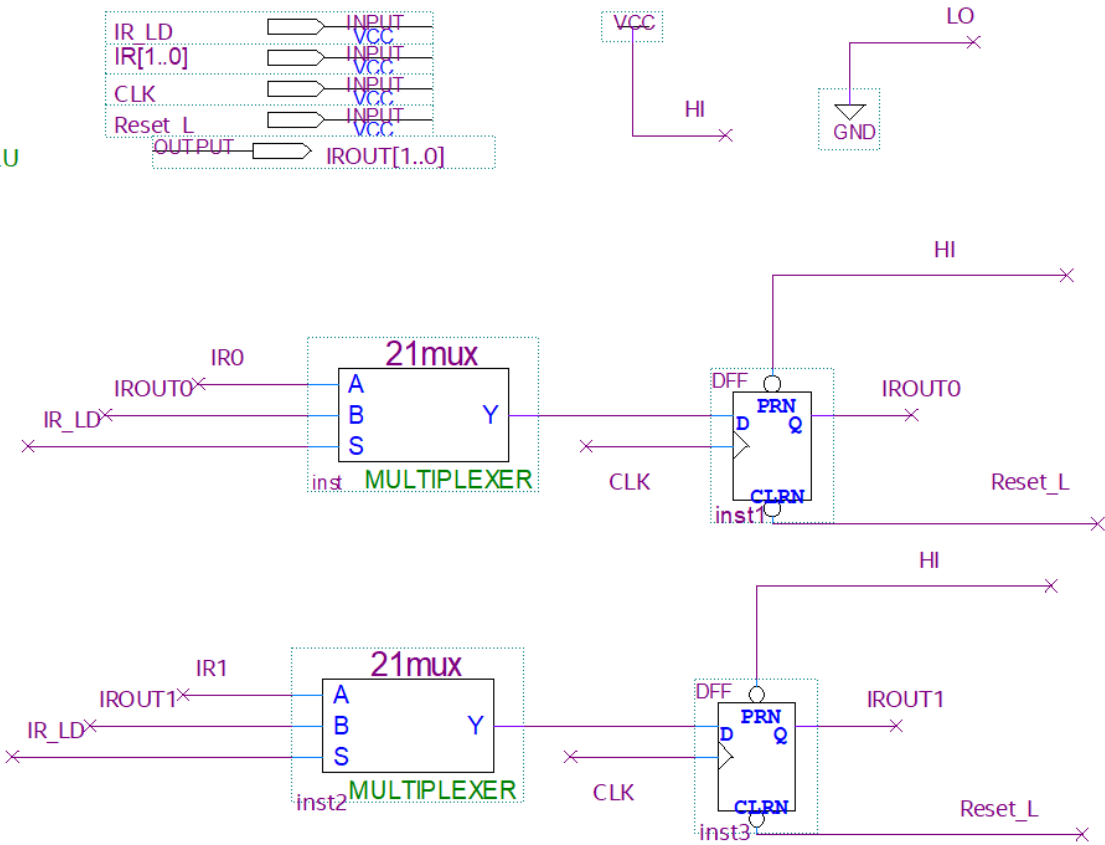 IR_LD INPUT VCC
IR[1..0] INPUT VCC
CLK INPUT VCC
Reset_L INPUT VCC
OUTPUT IROUT[1..0]
VCC
HI
LO
GND
HI
21mux
IR0
A
IROUT0
B
Y
IR_LD
S
inst MULTIPLEXER
DFF
PRN
D
Q
IROUT0
CLK
CLRN
inst1
Reset_L
HI
21mux
IR1
A
IROUT1
B
Y
IR_LD
S
inst2 MULTIPLEXER
DFF
PRN
D
Q
IROUT1
CLK
CLRN
inst3
Reset_L